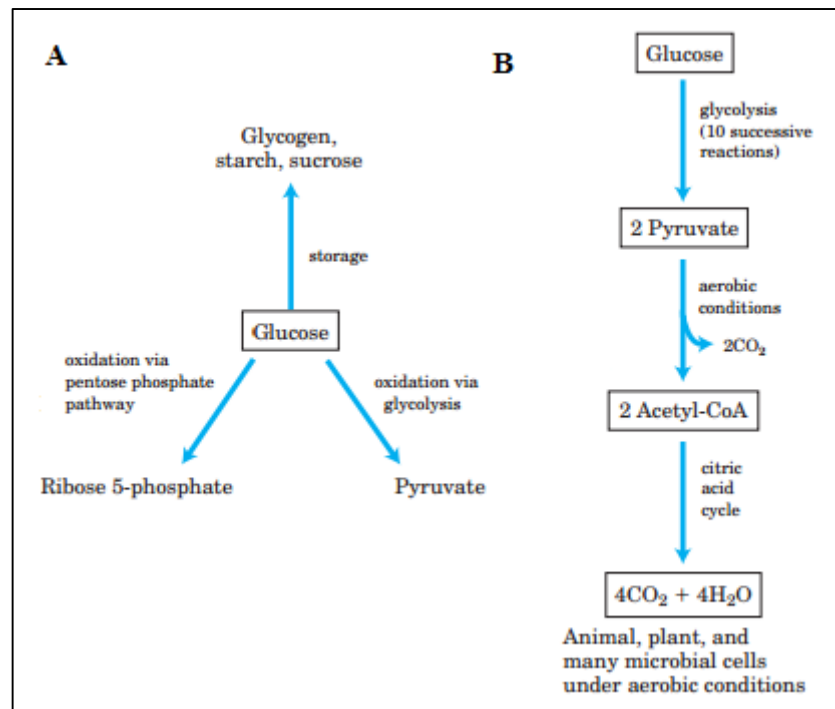 A
Glycogen,
starch, sucrose
storage
Glucose
oxidation via
pentose phosphate
pathway
oxidation via
glycolysis
Ribose 5-phosphate
Pyruvate
B
Glucose
glycolysis
(10 successive
reactions)
2 Pyruvate
aerobic
conditions
2CO₂
2 Acetyl-CoA
citric
acid
cycle
4CO₂ + 4H₂O
Animal, plant, and
many microbial cells
under aerobic conditions